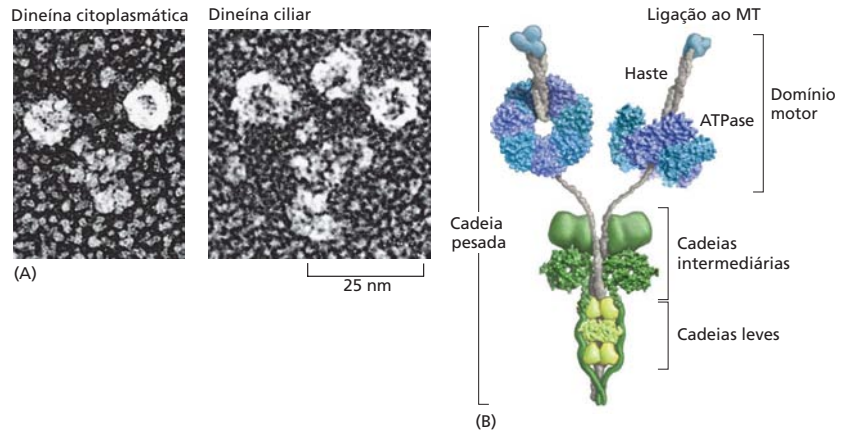 Dineína citoplasmática
Dineína ciliar
(A)
25 nm
Ligação ao MT
Haste
ATPase
Domínio
motor
Cadeia
pesada
Cadeias
intermediárias
Cadeias leves
(B)